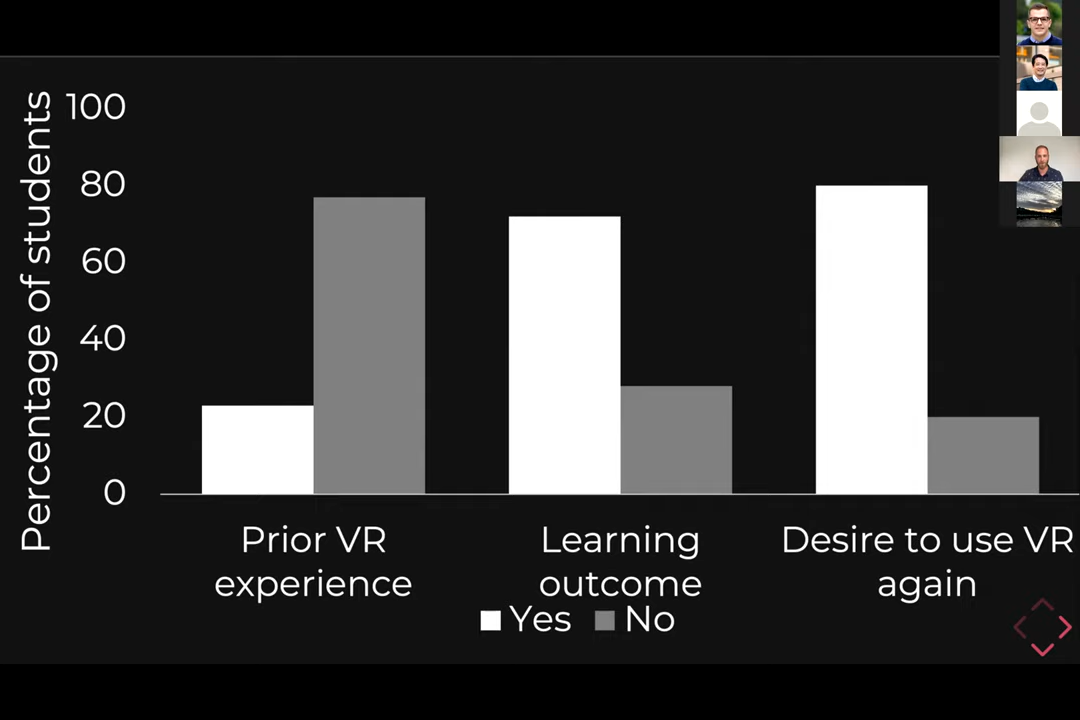 Percentage of students
100
80
60
40
20
0
Prior VR
experience
Learning
outcome
Desire to use VR
again
Yes No